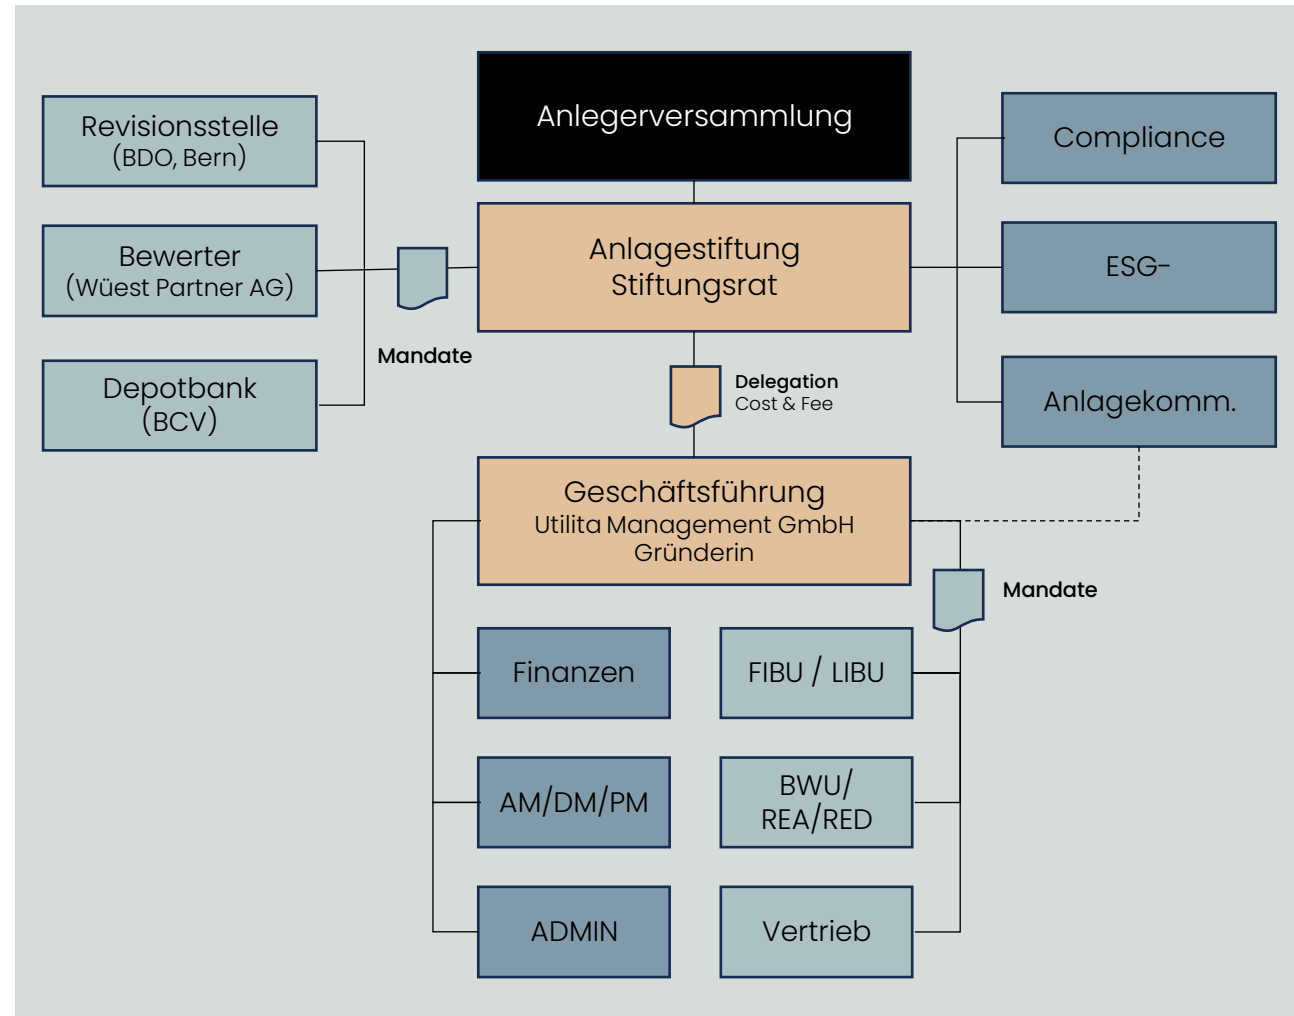 Anlegerversammlung
Revisionsstelle
(BDO, Bern)
Compliance
Anlagestiftung
Stiftungsrat
Bewerter
(Wüest Partner AG)
ESG-
Mandate
Depotbank
(BCV)
Delegation
Cost & Fee
Anlagekomm.
Geschäftsführung
Utilita Management GmbH
Gründerin
Mandate
Finanzen
FIBU / LIBU
AM/DM/PM
BWU/
REA/RED
ADMIN
Vertrieb